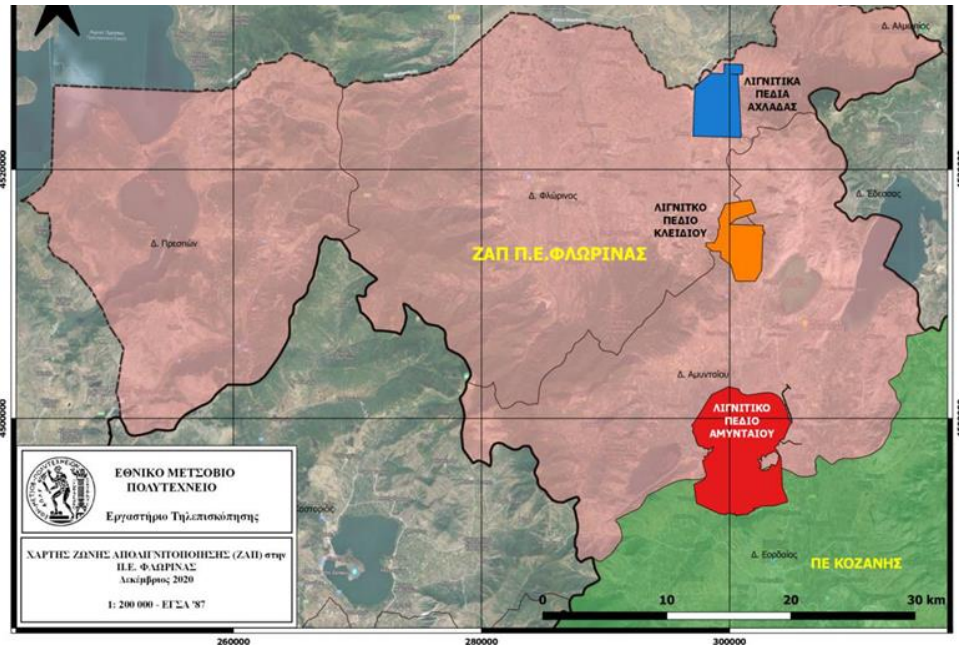 Δ. Αλμωπίας
ΛΙΓΝΙΤΙΚΑ
ΠΕΔΙΑ
ΑΧΛΑΔΑΣ
4520000
Δ. Φλώρινας
Δ. Έδεσσας
ΛΙΓΝΙΤΚΟ
ΠΕΔΙΟ
ΚΛΕΙΔΙΟΥ
Δ. Πρεσπών
ΖΑΠ Π.Ε.ΦΛΩΡΙΝΑΣ
Δ. Αμυνταίου
ΛΙΓΝΙΤΙΚΟ
ΠΕΔΙΟ
ΑΜΥΝΤΑΙΟΥ
4500000
ΕΘΝΙΚΟ ΜΕΤΣΟΒΙΟ
ΠΟΛΥΤΕΧΝΕΙΟ
Εργαστήριο Τηλεπισκόπησης
ΧΑΡΤΗΣ ΖΩΝΗΣ ΑΠΟΛΙΓΝΙΤΟΠΟΙΗΣΗΣ (ΖΑΠ) στην
Π.Ε. ΦΛΩΡΙΝΑΣ
Δεκέμβριος 2020
1: 200 000 - ΕΓΣΑ '87
Δ. Εορδαίας
ΠΕ ΚΟΖΑΝΗΣ
0 10 20 30 km
260000 280000 300000